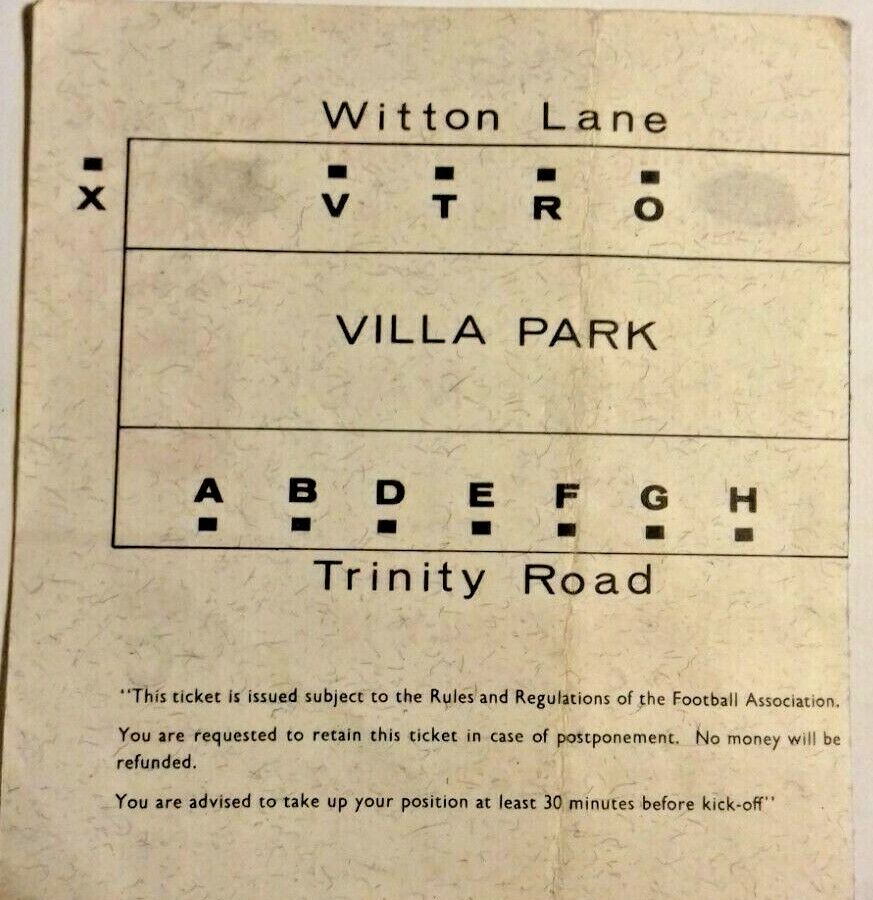 Witton Lane
X V T R O
VILLA PARK
A B D E F G H
Trinity Road
"This ticket is issued subject to the Rules and Regulations of the Football Association.
You are requested to retain this ticket in case of postponement. No money will be
refunded.
You are advised to take up your position at least 30 minutes before kick-off"